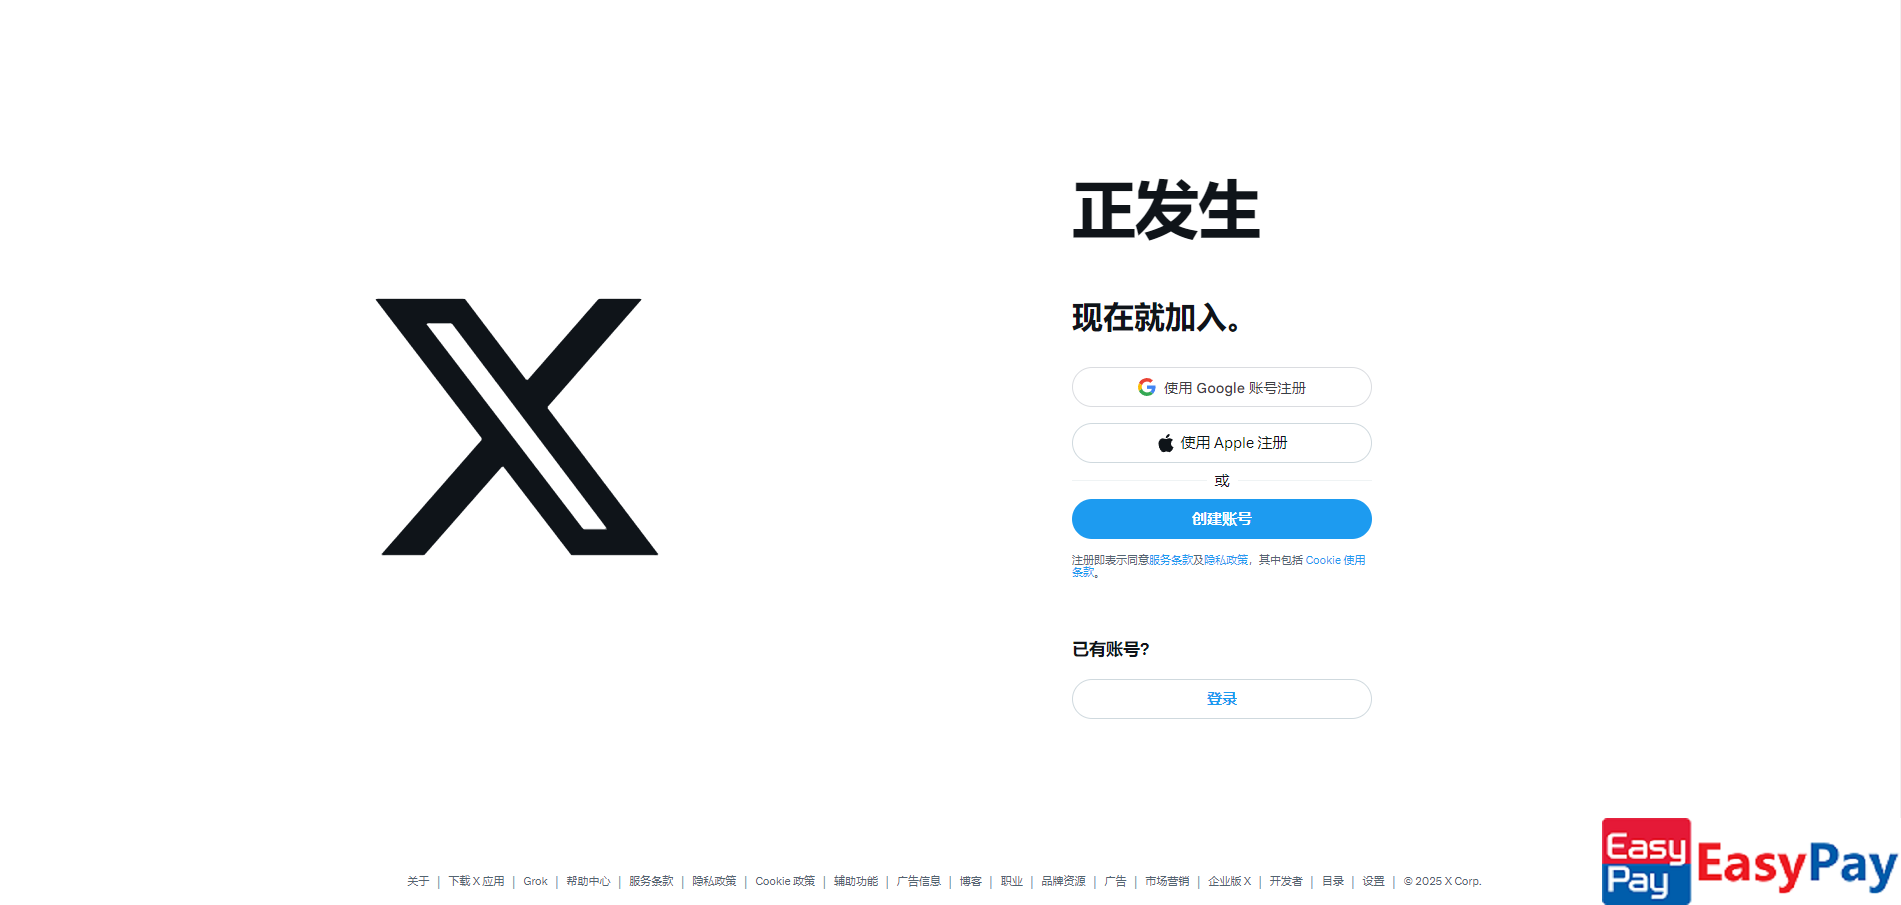 正发生
现在就加入。
使用 Google 账号注册
使用 Apple 注册
或
创建账号
注册即表示同意服务条款及隐私政策，其中包括 Cookie 使用
条款。
已有账号?
登录
关于 | 下载 X 应用 | Grok | 帮助中心 | 服务条款 | 隐私政策 | Cookie 政策 | 辅助功能 | 广告信息 | 博客 | 职业 | 品牌资源 | 广告 | 市场营销 | 企业版 X | 开发者 | 目录 | 设置 | © 2025 X Corp.
Easy
Pay
EasyPay